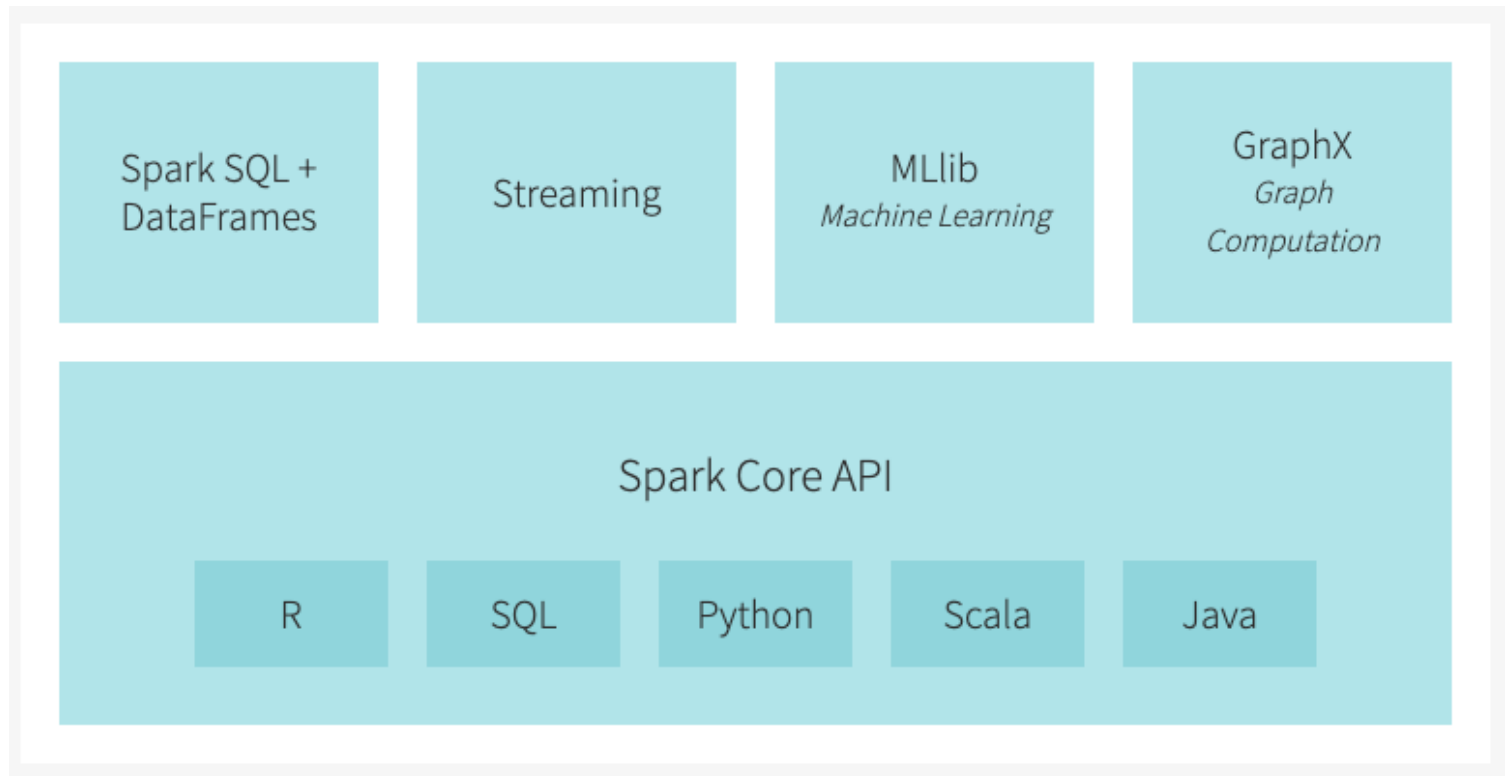 Spark SQL +
DataFrames
Streaming
MLlib
Machine Learning
GraphX
Graph
Computation
Spark Core API
R
SQL
Python
Scala
Java